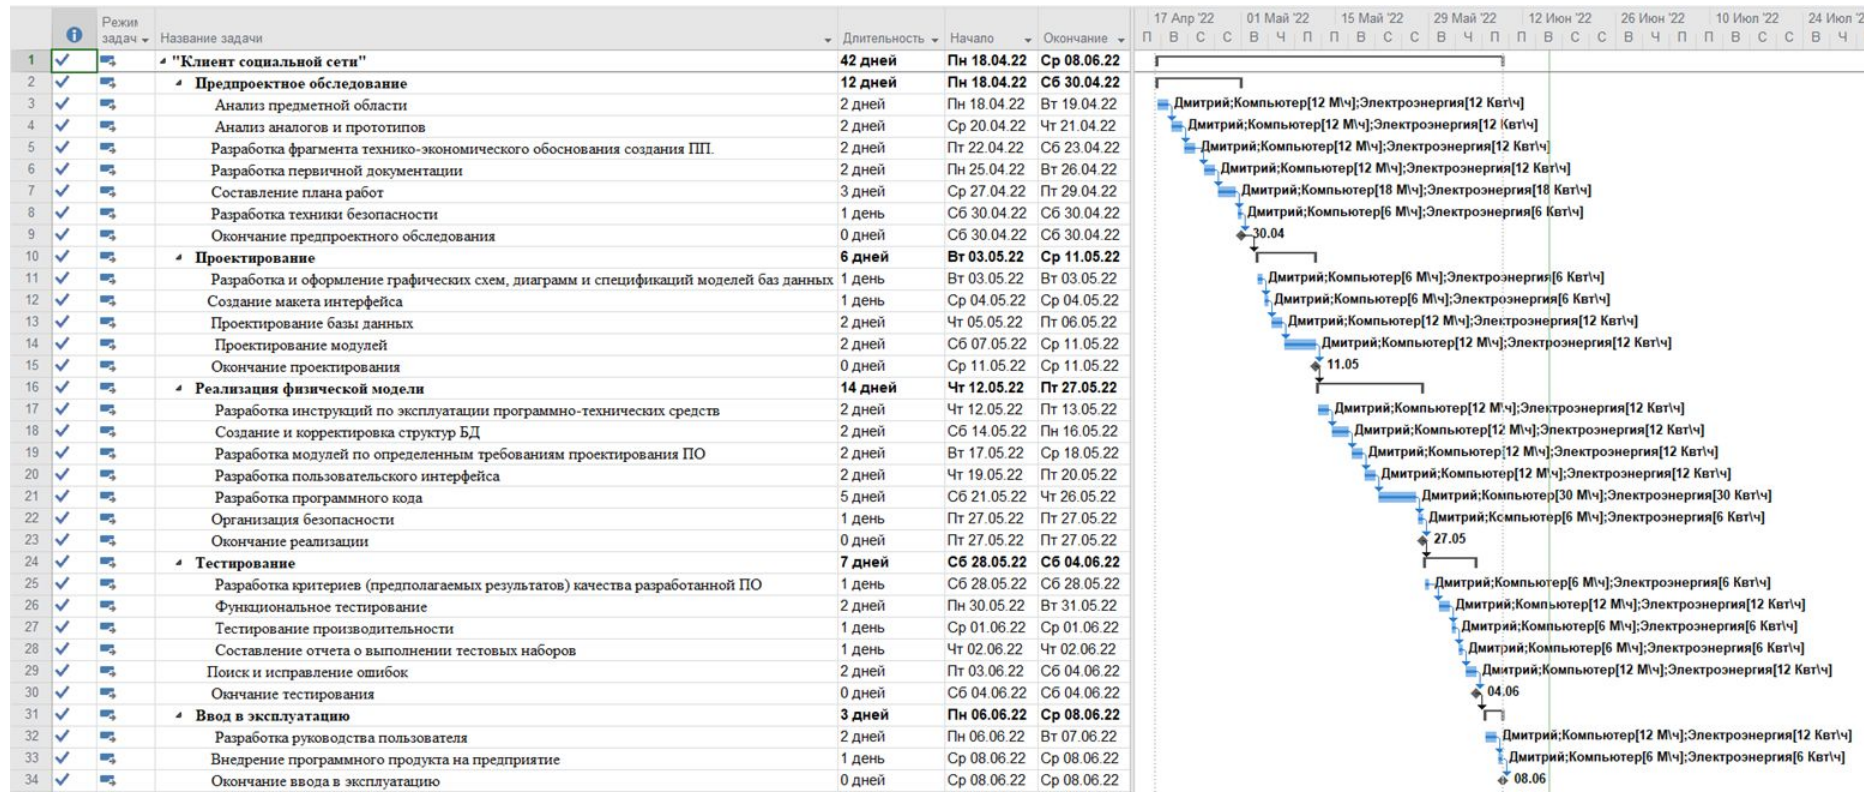 17 Апр '22 01 Май '22 15 Май '22 29 Май '22 12 Июн '22 26 Июн '22 10 Июл '22 24 Июл '2
Режим задач Название задачи Длительность Начало Окончание П В С С В Ч П П В С С В Ч П П В С С В Ч П П В С С В Ч
1 "Клиент социальной сети" 42 дней Пн 18.04.22 Ср 08.06.22
2 Предпроектное обследование 12 дней Пн 18.04.22 Сб 30.04.22
3 Анализ предметной области 2 дней Пн 18.04.22 Вт 19.04.22 Дмитрий;Компьютер[12 М\ч];Электроэнергия[12 Квт\ч]
4 Анализ аналогов и прототипов 2 дней Ср 20.04.22 Чт 21.04.22 Дмитрий;Компьютер[12 М\ч];Электроэнергия[12 Квт\ч]
5 Разработка фрагмента технико-экономического обоснования создания ПП. 2 дней Пт 22.04.22 Сб 23.04.22 Дмитрий;Компьютер[12 М\ч];Электроэнергия[12 Квт\ч]
6 Разработка первичной документации 2 дней Пн 25.04.22 Вт 26.04.22 Дмитрий;Компьютер[12 М\ч];Электроэнергия[12 Квт\ч]
7 Составление плана работ 3 дней Ср 27.04.22 Пт 29.04.22 Дмитрий;Компьютер[18 М\ч];Электроэнергия[18 Квт\ч]
8 Разработка техники безопасности 1 день Сб 30.04.22 Сб 30.04.22 Дмитрий;Компьютер[6 М\ч];Электроэнергия[6 Квт\ч]
9 Окончание предпроектного обследования 0 дней Сб 30.04.22 Сб 30.04.22 30.04
10 Проектирование 6 дней Вт 03.05.22 Ср 11.05.22
11 Разработка и оформление графических схем, диаграмм и спецификаций моделей баз данных 1 день Вт 03.05.22 Вт 03.05.22 Дмитрий;Компьютер[6 М\ч];Электроэнергия[6 Квт\ч]
12 Создание макета интерфейса 1 день Ср 04.05.22 Ср 04.05.22 Дмитрий;Компьютер[6 М\ч];Электроэнергия[6 Квт\ч]
13 Проектирование базы данных 2 дней Чт 05.05.22 Пт 06.05.22 Дмитрий;Компьютер[12 М\ч];Электроэнергия[12 Квт\ч]
14 Проектирование модулей 2 дней Сб 07.05.22 Ср 11.05.22 Дмитрий;Компьютер[12 М\ч];Электроэнергия[12 Квт\ч]
15 Окончание проектирования 0 дней Ср 11.05.22 Ср 11.05.22 11.05
16 Реализация физической модели 14 дней Чт 12.05.22 Пт 27.05.22
17 Разработка инструкций по эксплуатации программно-технических средств 2 дней Чт 12.05.22 Пт 13.05.22 Дмитрий;Компьютер[12 М\ч];Электроэнергия[12 Квт\ч]
18 Создание и корректировка структур БД 2 дней Сб 14.05.22 Пн 16.05.22 Дмитрий;Компьютер[12 М\ч];Электроэнергия[12 Квт\ч]
19 Разработка модулей по определенным требованиям проектирования ПО 2 дней Вт 17.05.22 Ср 18.05.22 Дмитрий;Компьютер[12 М\ч];Электроэнергия[12 Квт\ч]
20 Разработка пользовательского интерфейса 2 дней Чт 19.05.22 Пт 20.05.22 Дмитрий;Компьютер[12 М\ч];Электроэнергия[12 Квт\ч]
21 Разработка программного кода 5 дней Сб 21.05.22 Чт 26.05.22 Дмитрий;Компьютер[30 М\ч];Электроэнергия[30 Квт\ч]
22 Организация безопасности 1 день Пт 27.05.22 Пт 27.05.22 Дмитрий;Компьютер[6 М\ч];Электроэнергия[6 Квт\ч]
23 Окончание реализации 0 дней Пт 27.05.22 Пт 27.05.22 27.05
24 Тестирование 7 дней Сб 28.05.22 Сб 04.06.22
25 Разработка критериев (предполагаемых результатов) качества разработанной ПО 1 день Сб 28.05.22 Сб 28.05.22 Дмитрий;Компьютер[6 М\ч];Электроэнергия[6 Квт\ч]
26 Функциональное тестирование 2 дней Пн 30.05.22 Вт 31.05.22 Дмитрий;Компьютер[12 М\ч];Электроэнергия[12 Квт\ч]
27 Тестирование производительности 1 день Ср 01.06.22 Ср 01.06.22 Дмитрий;Компьютер[6 М\ч];Электроэнергия[6 Квт\ч]
28 Составление отчета о выполнении тестовых наборов 1 день Чт 02.06.22 Чт 02.06.22 Дмитрий;Компьютер[6 М\ч];Электроэнергия[6 Квт\ч]
29 Поиск и исправление ошибок 2 дней Пт 03.06.22 Сб 04.06.22 Дмитрий;Компьютер[12 М\ч];Электроэнергия[12 Квт\ч]
30 Окнчание тестирования 0 дней Сб 04.06.22 Сб 04.06.22 04.06
31 Ввод в эксплуатацию 3 дней Пн 06.06.22 Ср 08.06.22
32 Разработка руководства пользователя 2 дней Пн 06.06.22 Вт 07.06.22 Дмитрий;Компьютер[12 М\ч];Электроэнергия[12 Квт\ч]
33 Внедрение программного продукта на предприятие 1 день Ср 08.06.22 Ср 08.06.22 Дмитрий;Компьютер[6 М\ч];Электроэнергия[6 Квт\ч]
34 Окончание ввода в эксплуатацию 0 дней Ср 08.06.22 Ср 08.06.22 08.06